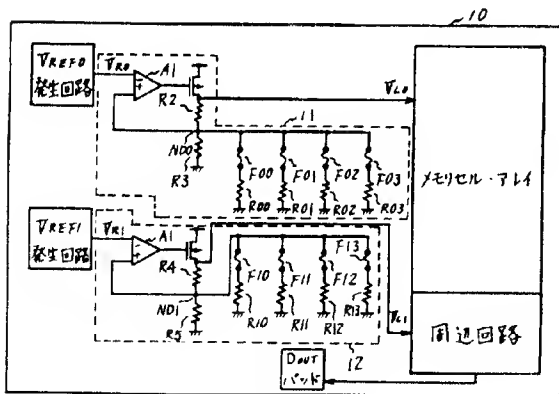 10
VREF0
発生回路
VR0
A1
R2
ND0
R3
11
VL0
F00
F01
F02
F03
R00
R01
R02
R03
メモリセル・アレイ
VREF1
発生回路
VR1
A1
R4
ND1
R5
F10
F11
F12
F13
R10
R11
R12
R13
VL1
12
周辺回路
DOUT
パッド